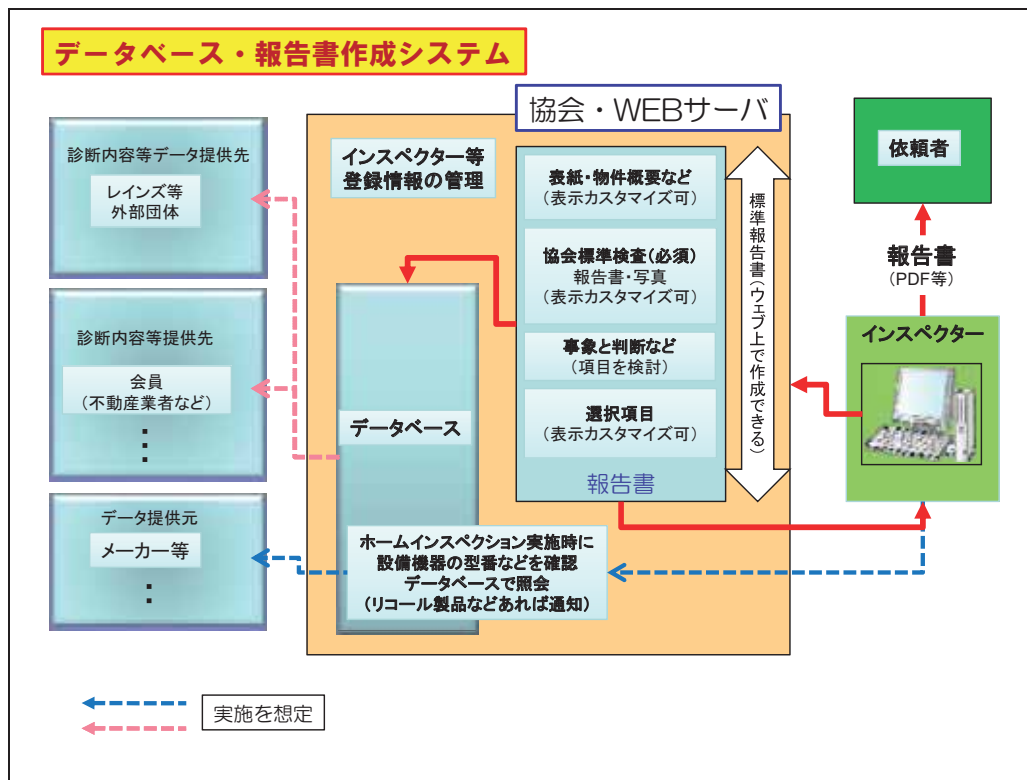 データベース・報告書作成システム
協会・WEBサーバ
診断内容等データ提供先
レインズ等
外部団体
診断内容等提供先
会員
(不動産業者など)
・
・
・
データ提供元
メーカー等
・
・
インスペクター等
登録情報の管理
データベース
表紙・物件概要など
(表示カスタマイズ可)
協会標準検査(必須)
報告書・写真
(表示カスタマイズ可)
事象と判断など
(項目を検討)
選択項目
(表示カスタマイズ可)
報告書
標準報告書(ウェブ上で作成できる)
ホームインスペクション実施時に
設備機器の型番などを確認
データベースで照会
(リコール製品などあれば通知)
依頼者
報告書
(PDF等)
インスペクター
実施を想定